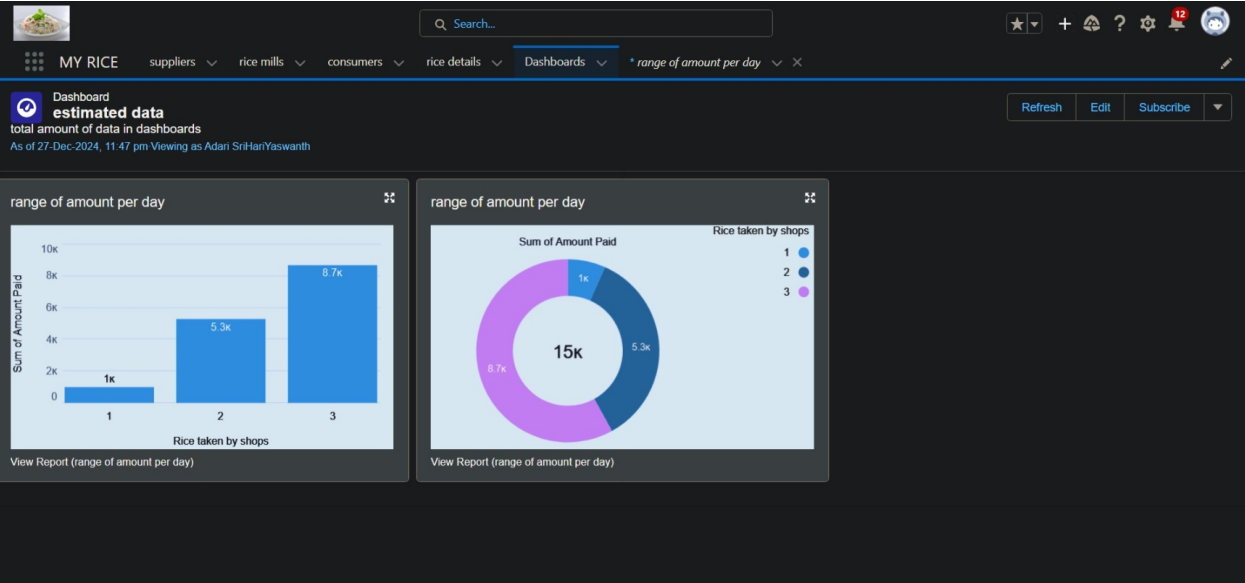 Search...
12
MY RICE
suppliers
rice mills
consumers
rice details
Dashboards
* range of amount per day
Dashboard
estimated data
total amount of data in dashboards
As of 27-Dec-2024, 11:47 pm·Viewing as Adari SriHariYaswanth
Refresh
Edit
Subscribe
range of amount per day
Sum of Amount Paid
10K
8K
6K
4K
2K
0
1K
5.3K
8.7K
1
2
3
Rice taken by shops
View Report (range of amount per day)
range of amount per day
Sum of Amount Paid
Rice taken by shops
1
2
3
1K
5.3K
8.7K
15K
View Report (range of amount per day)